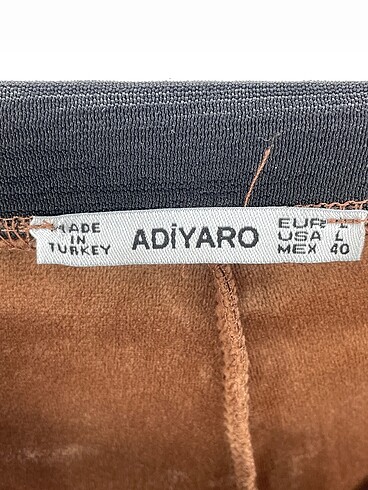 MADE
IN
TURKEY
ADİYARO
EUR L
USA L
MEX 40